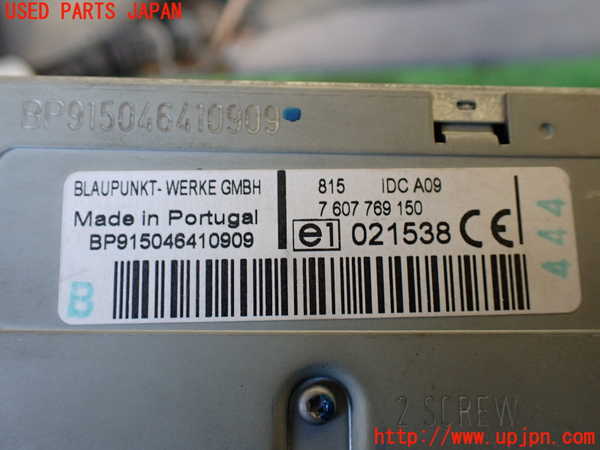 USED PARTS JAPAN
BP915046410909
BLAUPUNKT-WERKE GMBH
815 IDC A09
Made in Portugal
7 607 769 150
BP915046410909
e1 021538 CE
444
B
2 SCREW
www.upjpn.com